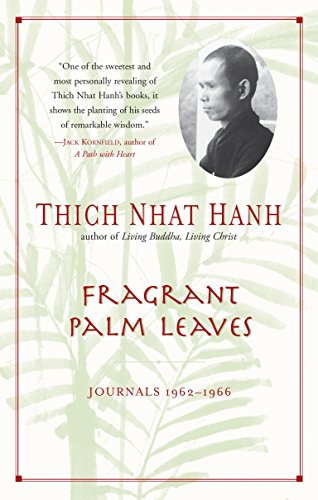 "One of the sweetest and
most personally revealing of
Thich Nhat Hanh's books, it
shows the planting of his seeds
of remarkable wisdom."
—Jack Kornfield, author of
A Path with Heart
Thich Nhat Hanh
author of Living Buddha, Living Christ
Fragrant
Palm Leaves
Journals 1962–1966